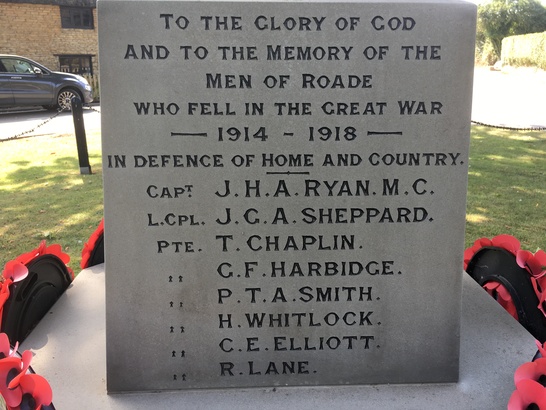 TO THE GLORY OF GOD
AND TO THE MEMORY OF THE
MEN OF ROADE
WHO FELL IN THE GREAT WAR
1914 - 1918
IN DEFENCE OF HOME AND COUNTRY.
CAPT J.H.A. RYAN. M.C.
L.CPL. J.G.A. SHEPPARD.
PTE. T. CHAPLIN.
,, G.F. HARBIDGE.
,, P.T.A. SMITH.
,, H. WHITLOCK.
,, C.E. ELLIOTT.
,, R. LANE.